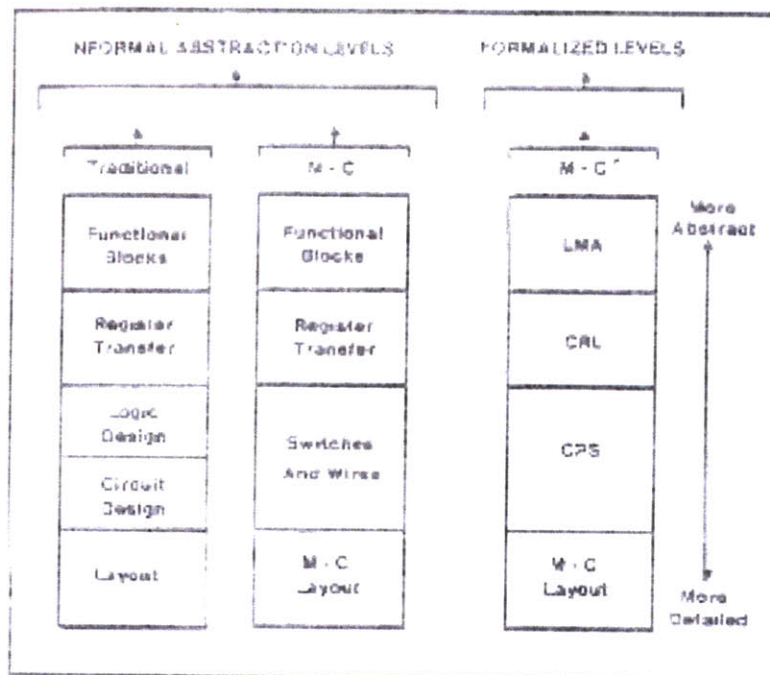 INFORMAL ABSTRACTION LEVELS
FORMALIZED LEVELS
Traditional
M - C
M - C
Functional
Blocks
Register
Transfer
Logic
Design
Circuit
Design
Layout
Functional
Blocks
Register
Transfer
Switches
And Wires
M - C
Layout
LMA
CRL
CPS
M - C
Layout
More
Abstract
More
Detailed